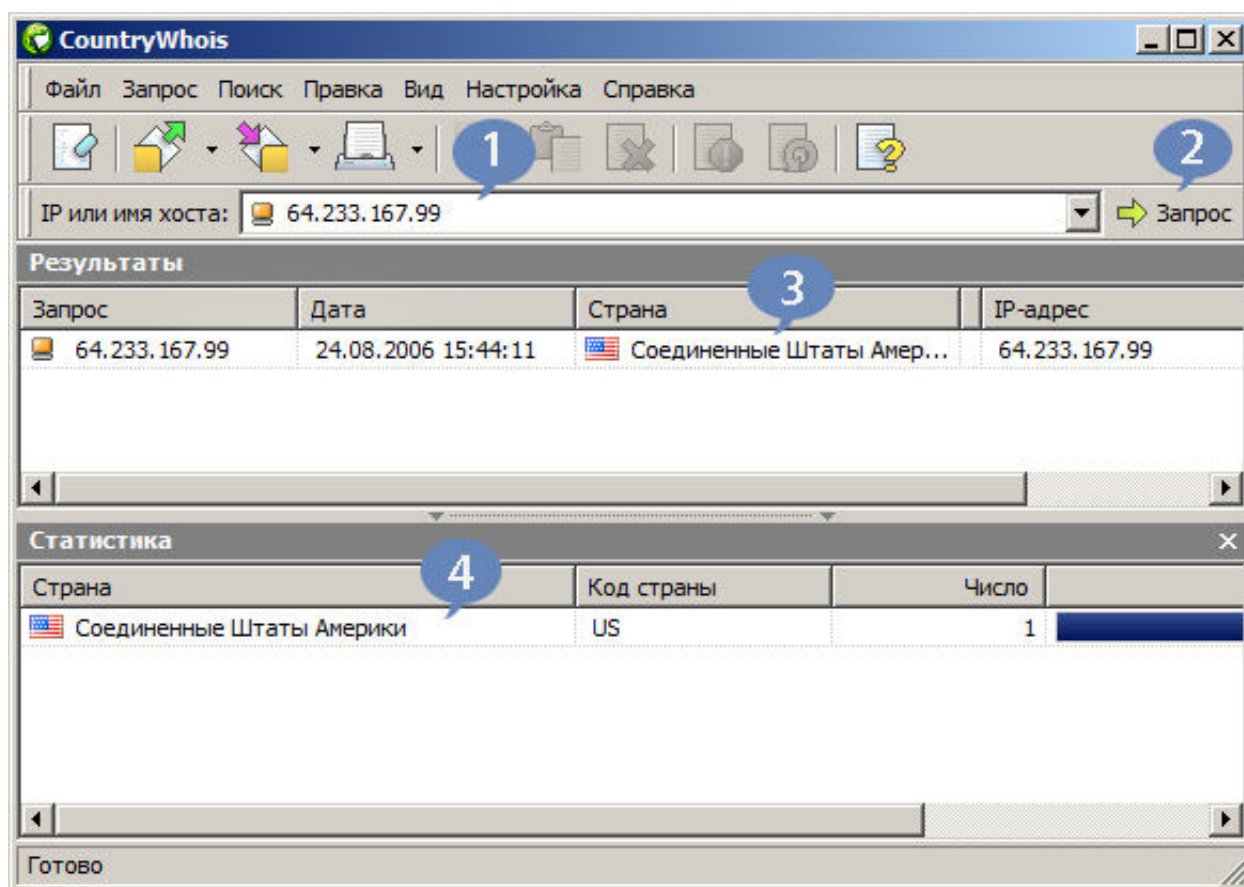 CountryWhois
Файл Запрос Поиск Правка Вид Настройка Справка
1 2
IP или имя хоста: 64.233.167.99 Запрос
Результаты
3
Запрос Дата Страна IP-адрес
64.233.167.99 24.08.2006 15:44:11 Соединенные Штаты Амер... 64.233.167.99
Статистика
4
Страна Код страны Число
Соединенные Штаты Америки US 1
Готово